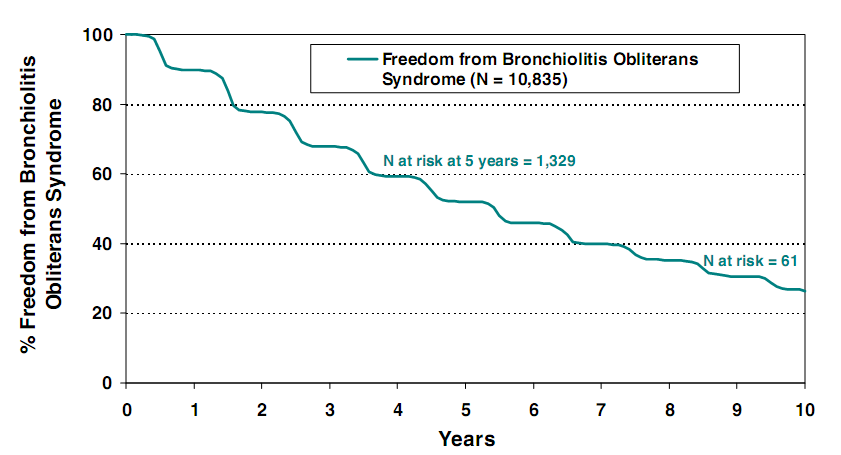 % Freedom from Bronchiolitis
Obliterans Syndrome
100
80
60
40
20
0
Freedom from Bronchiolitis Obliterans
Syndrome (N = 10,835)
N at risk at 5 years = 1,329
N at risk = 61
0 1 2 3 4 5 6 7 8 9 10
Years